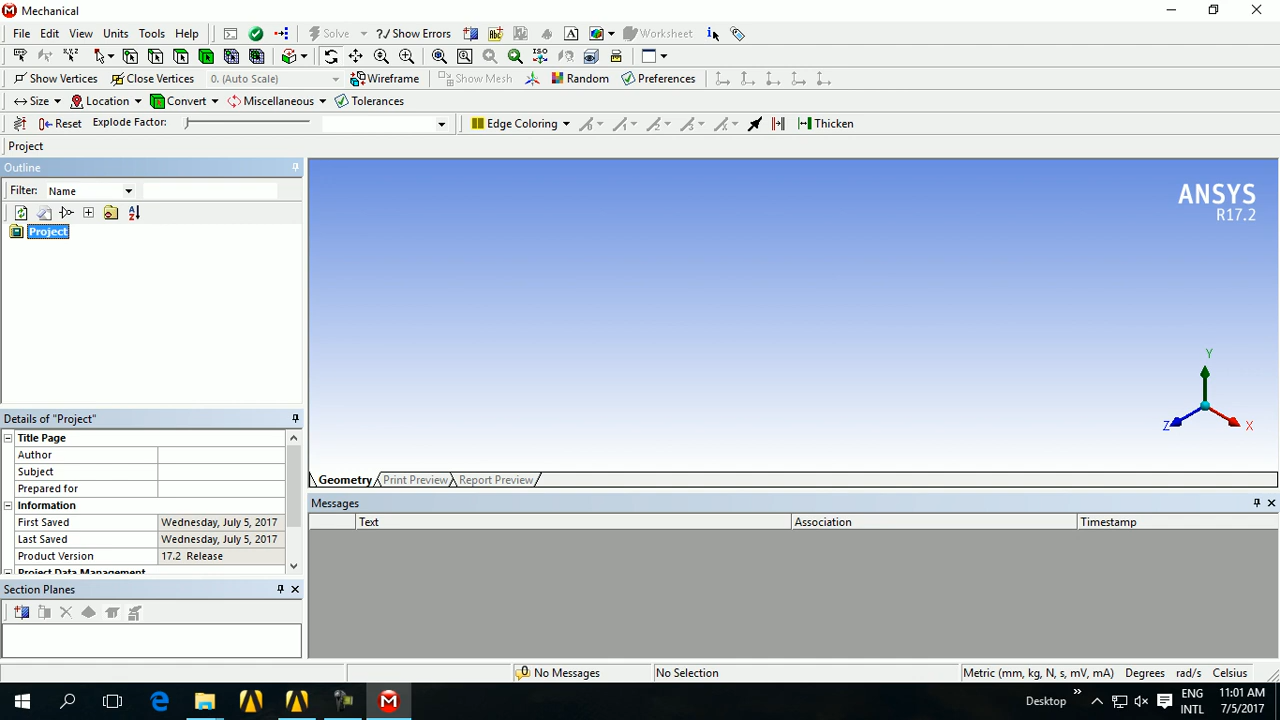 Mechanical
File Edit View Units Tools Help Solve ?/ Show Errors Worksheet
Show Vertices Close Vertices 0. (Auto Scale) Wireframe Show Mesh Random Preferences
Size Location Convert Miscellaneous Tolerances
Reset Explode Factor: Edge Coloring Thicken
Project
Outline
Filter: Name
Project
ANSYS
R17.2
Y
Z X
Details of "Project"
Title Page
Author
Subject
Prepared for
Information
First Saved Wednesday, July 5, 2017
Last Saved Wednesday, July 5, 2017
Product Version 17.2 Release
Project Data Management
Geometry Print Preview Report Preview
Messages
Text Association Timestamp
Section Planes
0 No Messages No Selection Metric (mm, kg, N, s, mV, mA) Degrees rad/s Celsius
Desktop » ENG INTL 11:01 AM 7/5/2017